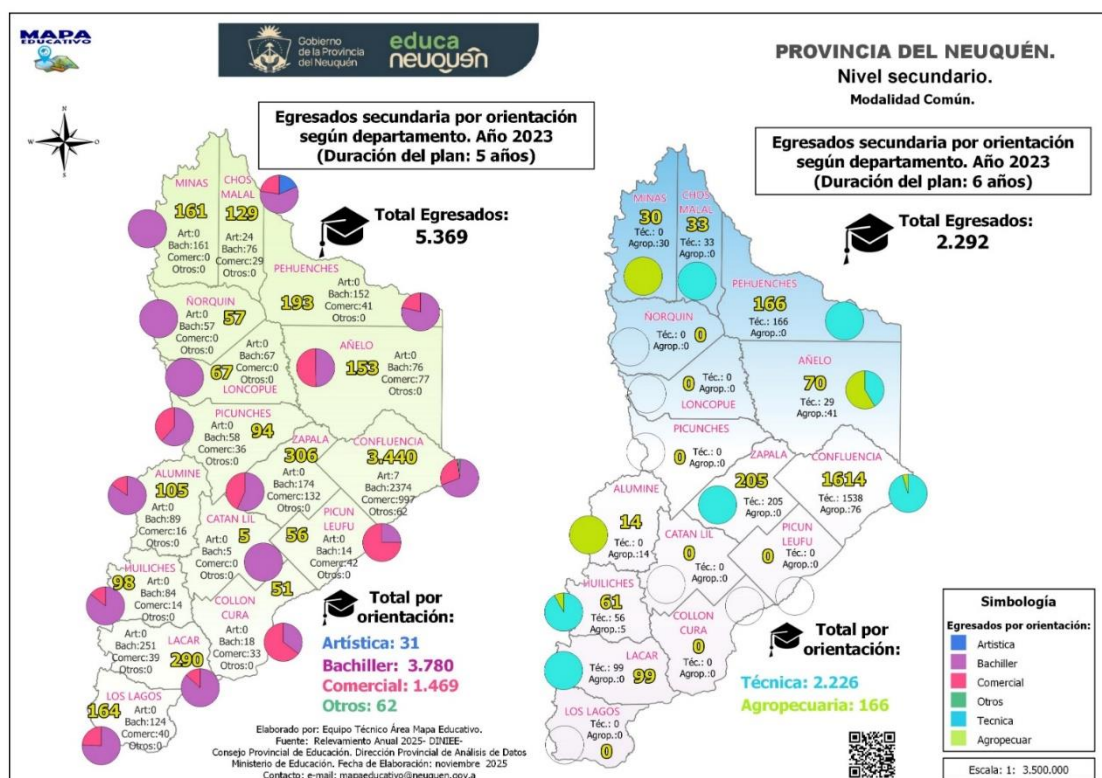 MAPA
EDUCATIVO
Gobierno
de la Provincia
del Neuquén
educa
neuquén
PROVINCIA DEL NEUQUÉN.
Nivel secundario.
Modalidad Común.
N
W
E
S
Egresados secundaria por orientación
según departamento. Año 2023
(Duración del plan: 5 años)
Total Egresados:
5.369
MINAS
161
Art:0
Bach:161
Comerc:0
Otros:0
CHOS
MALAL
129
Art:24
Bach:76
Comerc:29
Otros:0
PEHUENCHES
193
Art:0
Bach:152
Comerc:41
Otros:0
ÑORQUIN
57
Art:0
Bach:57
Comerc:0
Otros:0
67
Art:0
Bach:67
Comerc:0
Otros:0
LONCOPUE
AÑELO
153
Art:0
Bach:76
Comerc:77
Otros:0
PICUNCHES
94
Art:0
Bach:58
Comerc:36
Otros:0
ZAPALA
306
Art:0
Bach:174
Comerc:132
Otros:0
CONFLUENCIA
3.440
Art:7
Bach:2374
Comerc:997
Otros:62
ALUMINE
105
Art:0
Bach:89
Comerc:16
Otros:0
CATAN LIL
5
Art:0
Bach:5
Comerc:0
Otros:0
PICUN
LEUFU
56
Art:0
Bach:14
Comerc:42
Otros:0
HUILICHES
98
Art:0
Bach:84
Comerc:14
Otros:0
51
COLLON
CURA
Art:0
Bach:18
Comerc:33
Otros:0
LACAR
290
Art:0
Bach:251
Comerc:39
Otros:0
LOS LAGOS
164
Art:0
Bach:124
Comerc:40
Otros:0
Total por
orientación:
Artística: 31
Bachiller: 3.780
Comercial: 1.469
Otros: 62
Elaborado por: Equipo Técnico Área Mapa Educativo.
Fuente: Relevamiento Anual 2025- DINIEE-
Consejo Provincial de Educación. Dirección Provincial de Análisis de Datos
Ministerio de Educación. Fecha de Elaboración: noviembre 2025
Contacto: e-mail: mapaeducativo@neuquen.gov.a
Egresados secundaria por orientación
según departamento. Año 2023
(Duración del plan: 6 años)
Total Egresados:
2.292
MINAS
30
Téc.: 0
Agrop.:30
CHOS
MALAL
33
Téc.: 33
Agrop.:0
PEHUENCHES
166
Téc.: 166
Agrop.:0
ÑORQUIN
Téc.: 0
Agrop.:0
0
0
Téc.: 0
Agrop.:0
LONCOPUE
AÑELO
70
Téc.: 29
Agrop.:41
PICUNCHES
0
Téc.: 0
Agrop.:0
ZAPALA
205
Téc.: 205
Agrop.:0
CONFLUENCIA
1614
Téc.: 1538
Agrop.:76
ALUMINE
14
Téc.: 0
Agrop.:14
CATAN LIL
0
Téc.: 0
Agrop.:0
PICUN
LEUFU
0
Téc.: 0
Agrop.:0
HUILICHES
61
Téc.: 56
Agrop.:5
COLLON
CURA
0
Téc.: 0
Agrop.:0
LACAR
Téc.: 99
Agrop.:0
99
LOS LAGOS
Téc.: 0
Agrop.:0
0
Total por
orientación:
Técnica: 2.226
Agropecuaria: 166
Simbología
Egresados por orientación:
Artistica
Bachiller
Comercial
Otros
Tecnica
Agropecuar
Escala: 1: 3.500.000